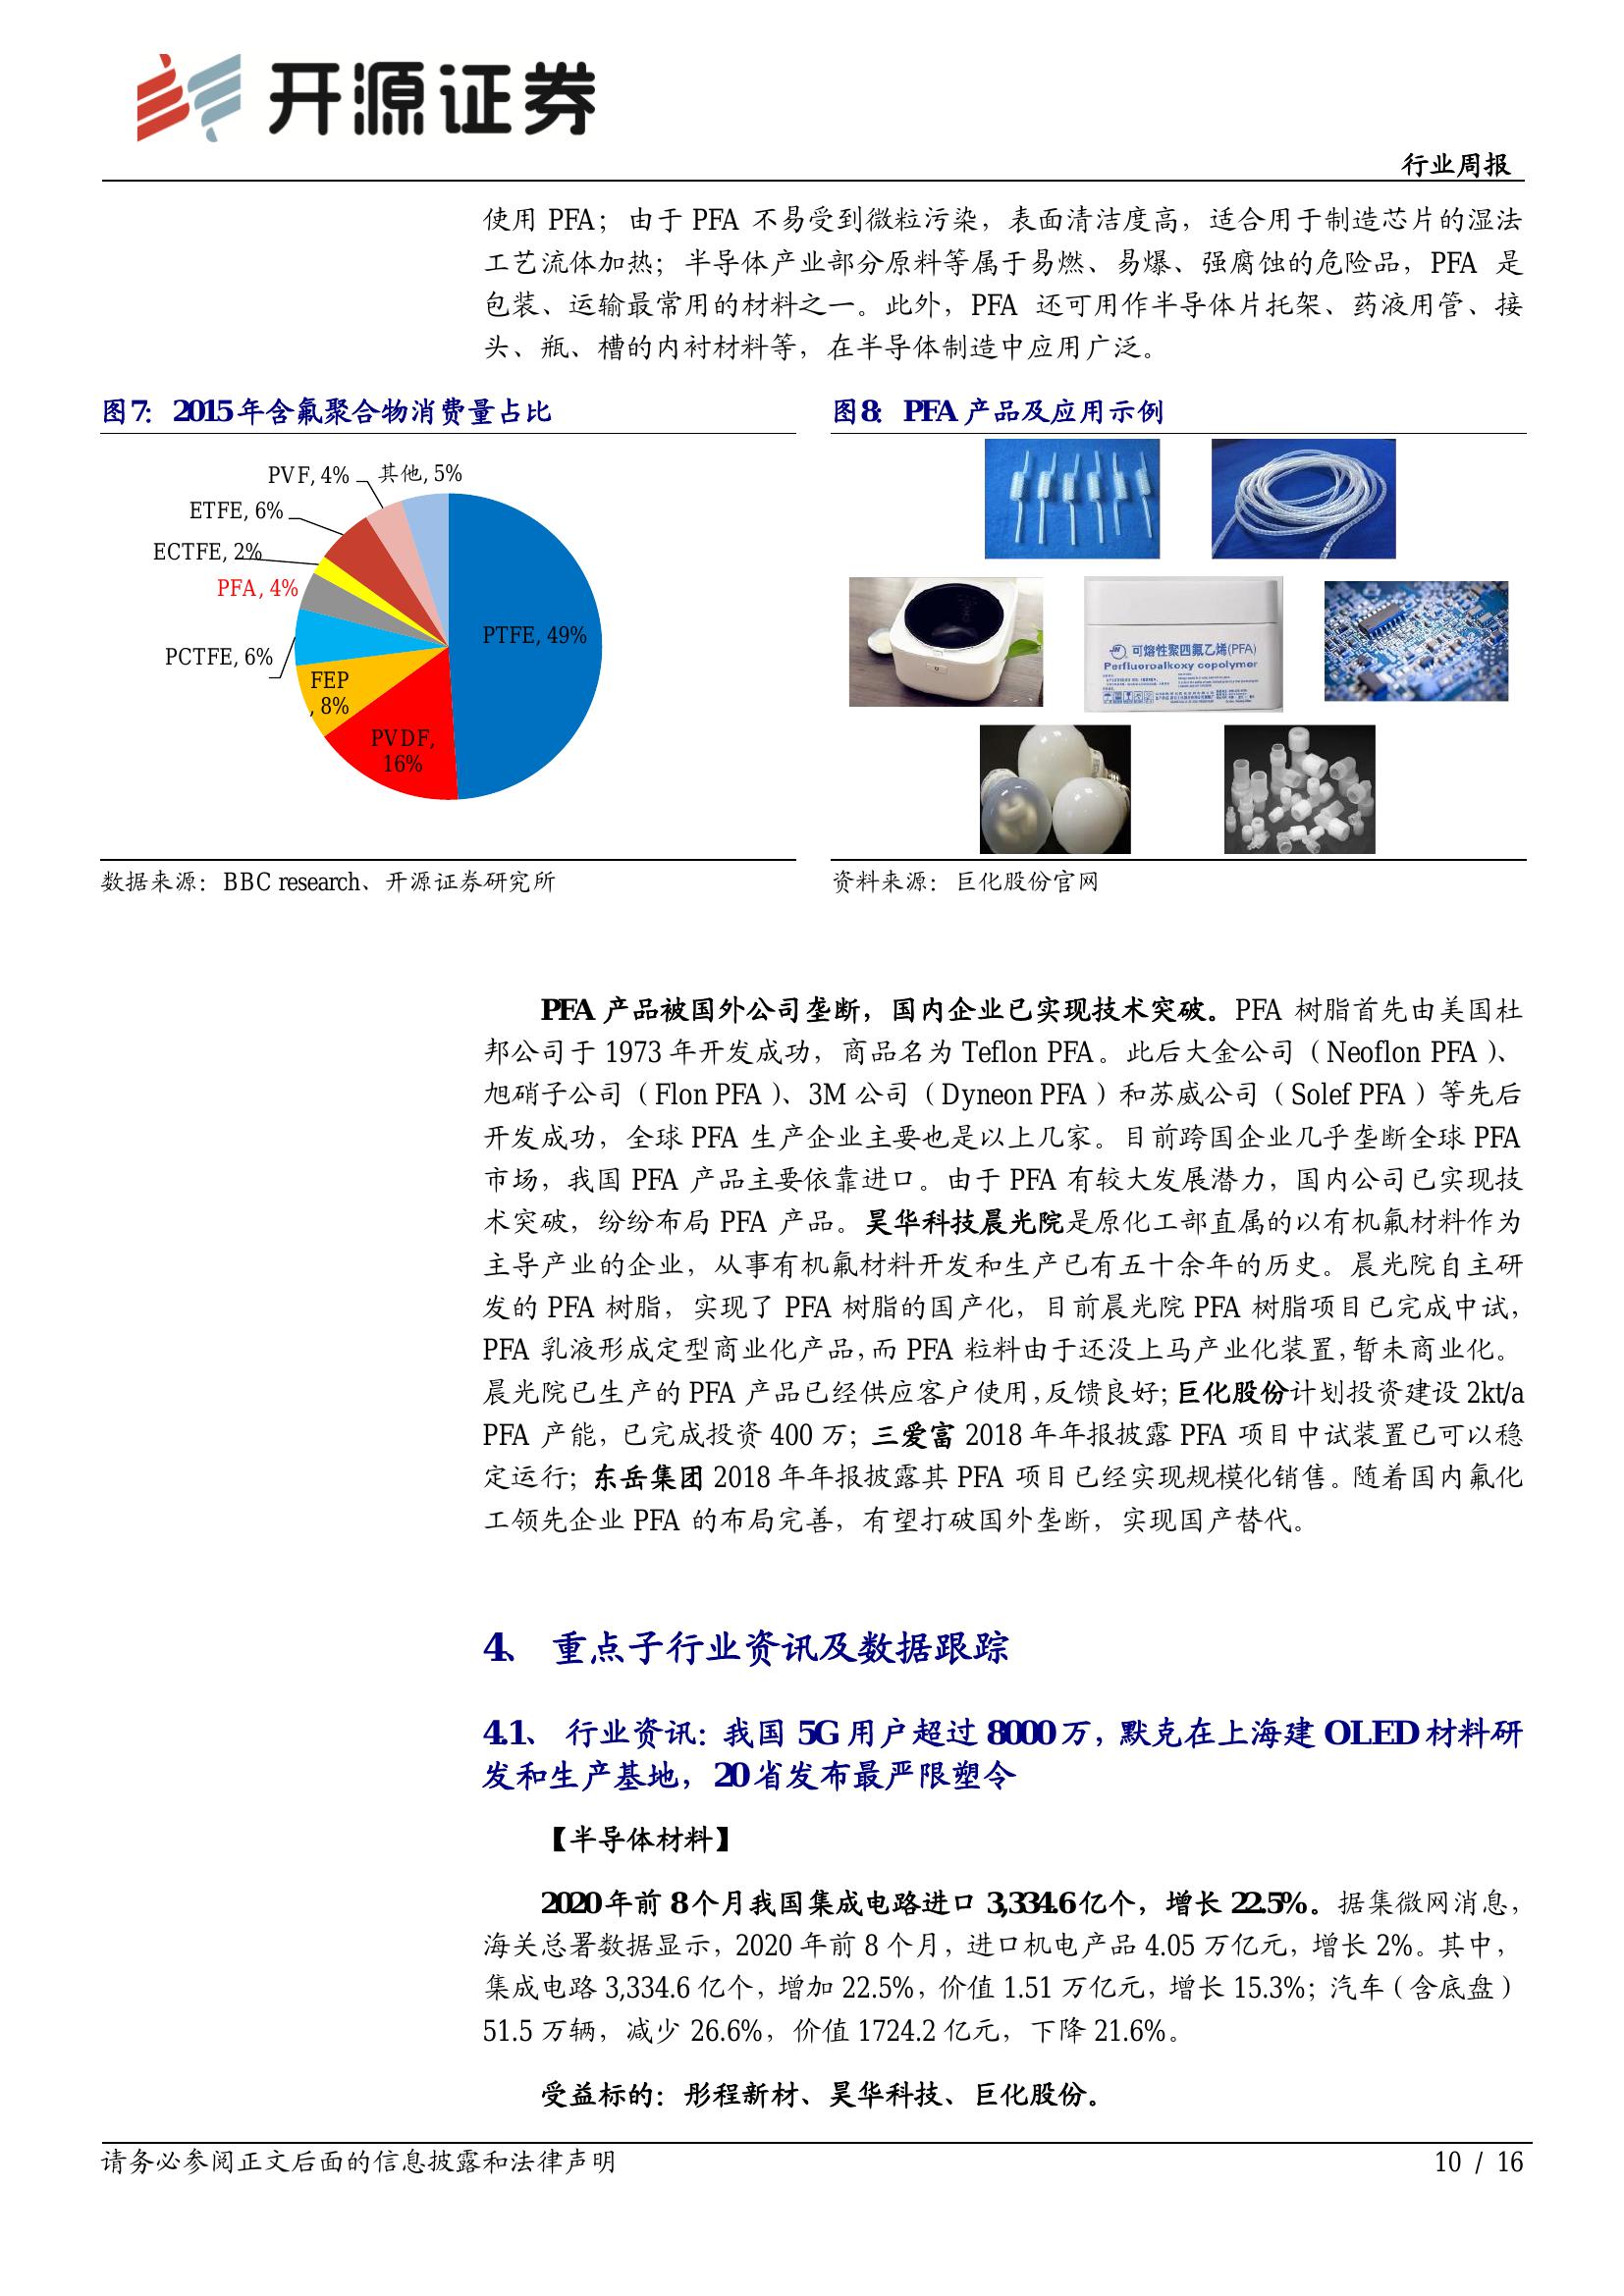 开源证券
行业周报
使用 PFA；由于 PFA 不易受到微粒污染，表面清洁度高，适合用于制造芯片的湿法
工艺流体加热；半导体产业部分原料等属于易燃、易爆、强腐蚀的危险品，PFA 是
包装、运输最常用的材料之一。此外，PFA 还可用作半导体片托架、药液用管、接
头、瓶、槽的内衬材料等，在半导体制造中应用广泛。
图7： 2015 年含氟聚合物消费量占比
PVF, 4%
其他, 5%
ETFE, 6%
ECTFE, 2%
PFA, 4%
PCTFE, 6%
FEP
, 8%
PVDF,
16%
PTFE, 49%
数据来源：BBC research、开源证券研究所
图8： PFA 产品及应用示例
可熔性聚四氟乙烯(PFA)
Perfluoroalkoxy copolymer
资料来源：巨化股份官网
PFA 产品被国外公司垄断，国内企业已实现技术突破。PFA 树脂首先由美国杜
邦公司于 1973 年开发成功，商品名为 Teflon PFA。此后大金公司（Neoflon PFA）、
旭硝子公司（Flon PFA）、3M 公司（Dyneon PFA）和苏威公司（Solef PFA）等先后
开发成功，全球 PFA 生产企业主要也是以上几家。目前跨国企业几乎垄断全球 PFA
市场，我国 PFA 产品主要依靠进口。由于 PFA 有较大发展潜力，国内公司已实现技
术突破，纷纷布局 PFA 产品。昊华科技晨光院是原化工部直属的以有机氟材料作为
主导产业的企业，从事有机氟材料开发和生产已有五十余年的历史。晨光院自主研
发的 PFA 树脂，实现了 PFA 树脂的国产化，目前晨光院 PFA 树脂项目已完成中试，
PFA 乳液形成定型商业化产品，而 PFA 粒料由于还没上马产业化装置，暂未商业化。
晨光院已生产的 PFA 产品已经供应客户使用，反馈良好；巨化股份计划投资建设 2kt/a
PFA 产能，已完成投资 400 万；三爱富 2018 年年报披露 PFA 项目中试装置已可以稳
定运行；东岳集团 2018 年年报披露其 PFA 项目已经实现规模化销售。随着国内氟化
工领先企业 PFA 的布局完善，有望打破国外垄断，实现国产替代。
4、 重点子行业资讯及数据跟踪
4.1、 行业资讯：我国 5G 用户超过 8000 万，默克在上海建 OLED 材料研
发和生产基地，20 省发布最严限塑令
【半导体材料】
2020 年前 8 个月我国集成电路进口 3,334.6 亿个，增长 22.5%。据集微网消息，
海关总署数据显示，2020 年前 8 个月，进口机电产品 4.05 万亿元，增长 2%。其中，
集成电路 3,334.6 亿个，增加 22.5%，价值 1.51 万亿元，增长 15.3%；汽车（含底盘）
51.5 万辆，减少 26.6%，价值 1724.2 亿元，下降 21.6%。
受益标的：彤程新材、昊华科技、巨化股份。
请务必参阅正文后面的信息披露和法律声明
10 / 16